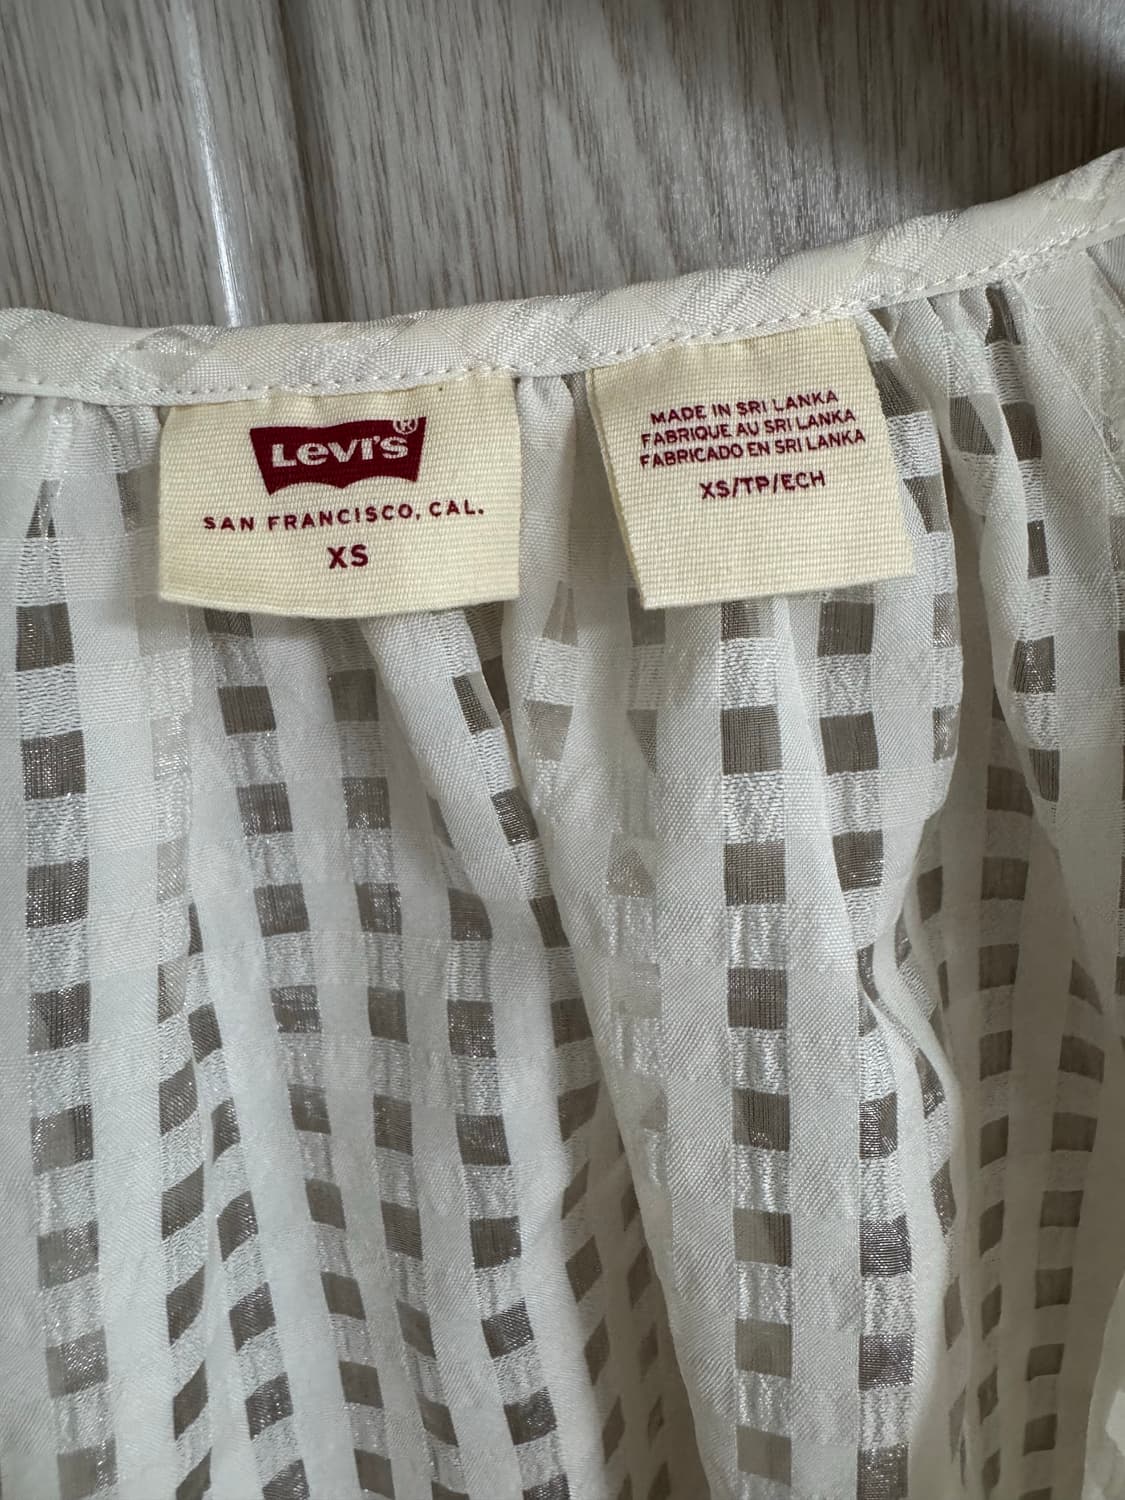 Levi's®
SAN FRANCISCO, CAL.
XS
MADE IN SRI LANKA
FABRIQUE AU SRI LANKA
FABRICADO EN SRI LANKA
XS/TP/ECH